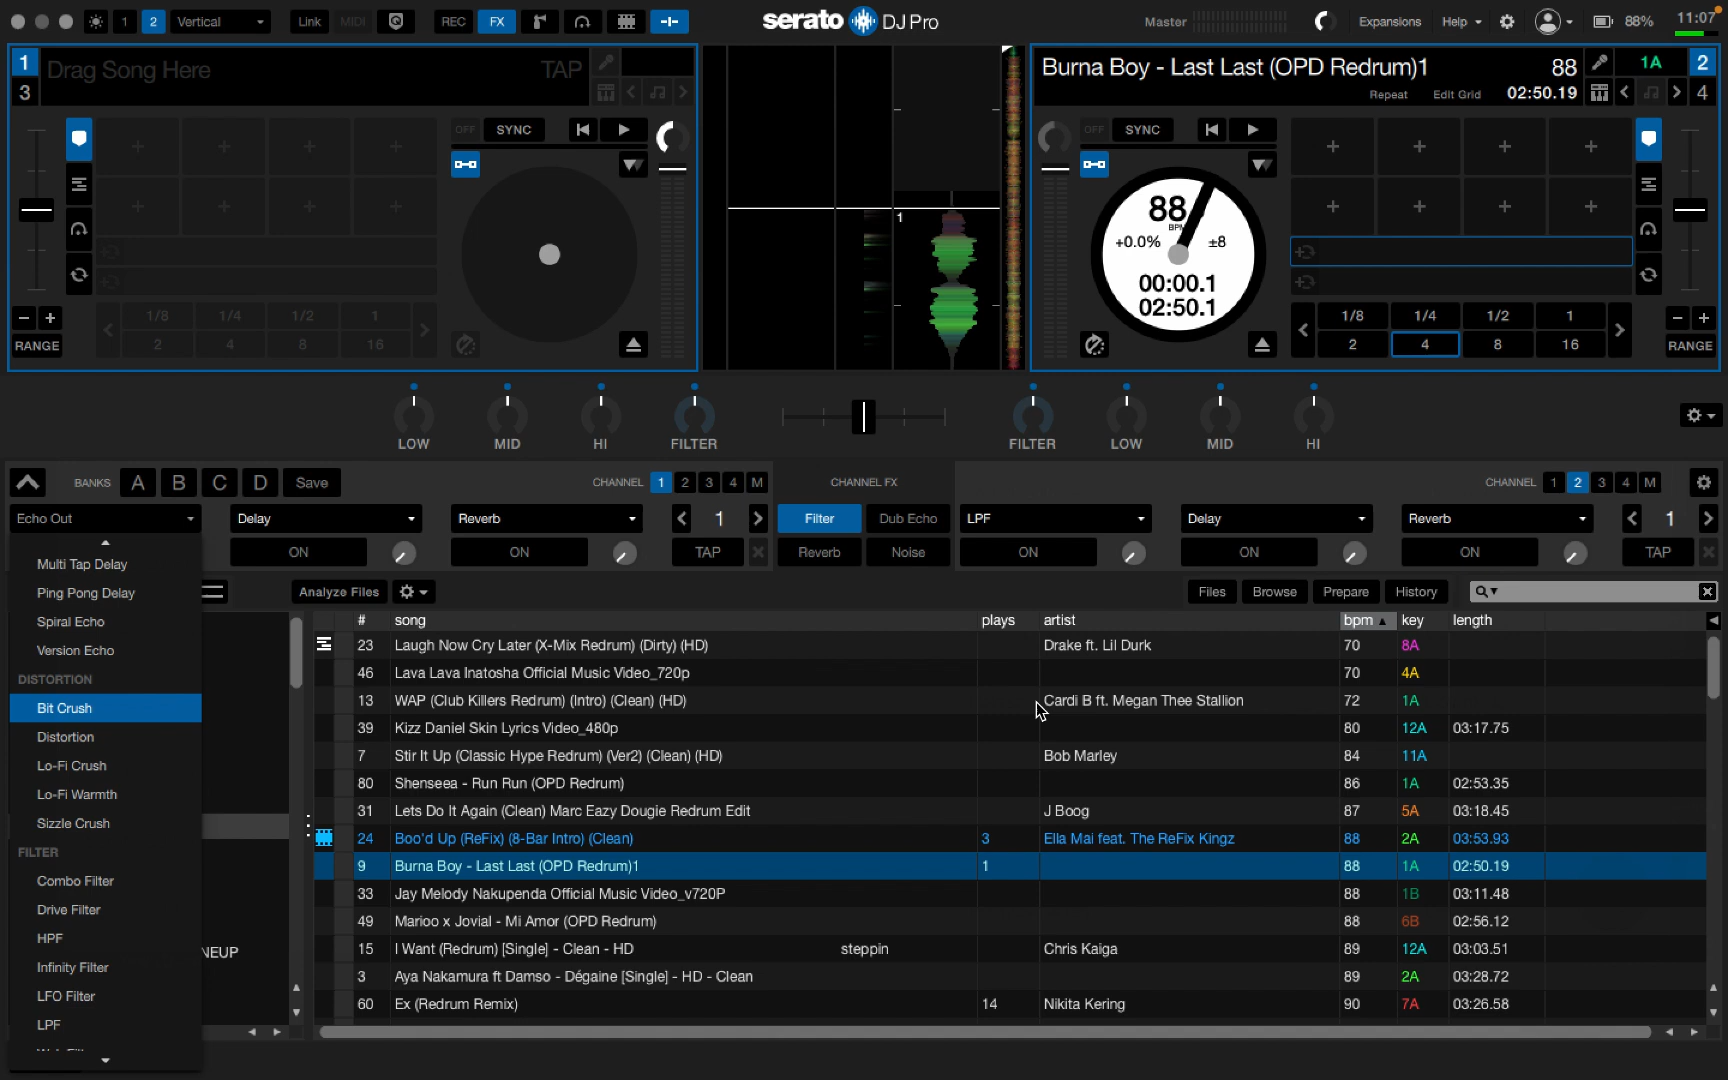 1 2 Vertical Link MIDI REC FX serato DJ Pro Master Expansions Help 88% 11:07
1 Drag Song Here TAP
3
OFF SYNC
1/8 1/4 1/2 1
2 4 8 16
RANGE
1
Burna Boy - Last Last (OPD Redrum)1 88 1A 2
Repeat Edit Grid 02:50.19 4
OFF SYNC
88
BPM
+0.0% ±8
00:00.1
02:50.1
1/8 1/4 1/2 1
2 4 8 16
RANGE
LOW MID HI FILTER FILTER LOW MID HI
BANKS A B C D Save CHANNEL 1 2 3 4 M CHANNEL FX CHANNEL 1 2 3 4 M
Echo Out Delay Reverb 1 Filter Dub Echo LPF Delay Reverb 1
ON ON TAP Reverb Noise ON ON ON TAP
Multi Tap Delay
Ping Pong Delay
Spiral Echo
Version Echo
DISTORTION
Bit Crush
Distortion
Lo-Fi Crush
Lo-Fi Warmth
Sizzle Crush
FILTER
Combo Filter
Drive Filter
HPF
Infinity Filter
LFO Filter
LPF
NEUP
Analyze Files Files Browse Prepare History
# song plays artist bpm key length
23 Laugh Now Cry Later (X-Mix Redrum) (Dirty) (HD) Drake ft. Lil Durk 70 8A
46 Lava Lava Inatosha Official Music Video_720p 70 4A
13 WAP (Club Killers Redrum) (Intro) (Clean) (HD) Cardi B ft. Megan Thee Stallion 72 1A
39 Kizz Daniel Skin Lyrics Video_480p 80 12A 03:17.75
7 Stir It Up (Classic Hype Redrum) (Ver2) (Clean) (HD) Bob Marley 84 11A
80 Shenseea - Run Run (OPD Redrum) 86 1A 02:53.35
31 Lets Do It Again (Clean) Marc Eazy Dougie Redrum Edit J Boog 87 5A 03:18.45
24 Boo'd Up (ReFix) (8-Bar Intro) (Clean) 3 Ella Mai feat. The ReFix Kingz 88 2A 03:53.93
9 Burna Boy - Last Last (OPD Redrum)1 1 88 1A 02:50.19
33 Jay Melody Nakupenda Official Music Video_v720P 88 1B 03:11.48
49 Marioo x Jovial - Mi Amor (OPD Redrum) 88 6B 02:56.12
15 I Want (Redrum) [Single] - Clean - HD steppin Chris Kaiga 89 12A 03:03.51
3 Aya Nakamura ft Damso - Dégaine [Single] - HD - Clean 89 2A 03:28.72
60 Ex (Redrum Remix) 14 Nikita Kering 90 7A 03:26.58